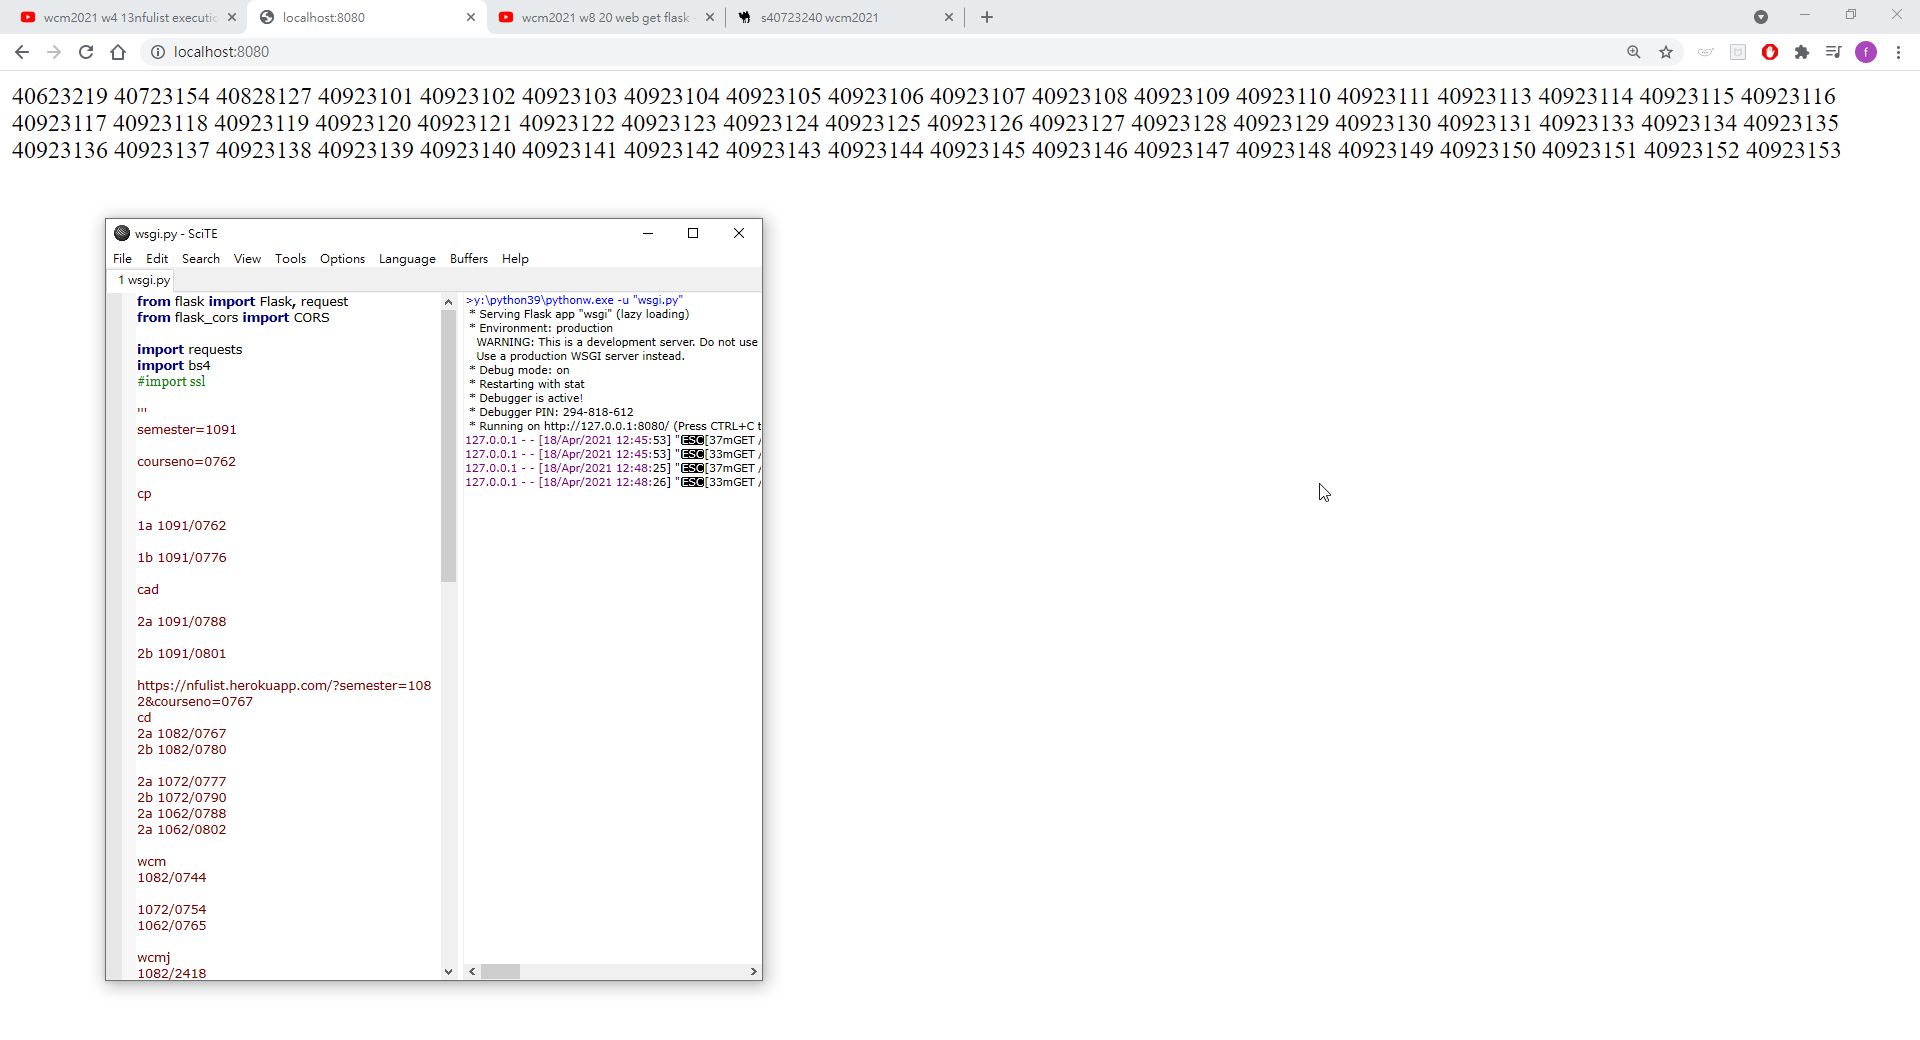 wcm2021 w4 13nfulist executi
localhost:8080
wcm2021 w8 20 web get flask
s40723240 wcm2021
localhost:8080
f
40623219 40723154 40828127 40923101 40923102 40923103 40923104 40923105 40923106 40923107 40923108 40923109 40923110 40923111 40923113 40923114 40923115 40923116
40923117 40923118 40923119 40923120 40923121 40923122 40923123 40923124 40923125 40923126 40923127 40923128 40923129 40923130 40923131 40923133 40923134 40923135
40923136 40923137 40923138 40923139 40923140 40923141 40923142 40923143 40923144 40923145 40923146 40923147 40923148 40923149 40923150 40923151 40923152 40923153
wsgi.py - SciTE
File Edit Search View Tools Options Language Buffers Help
1 wsgi.py
from flask import Flask, request
from flask_cors import CORS
import requests
import bs4
#import ssl
'''
semester=1091
courseno=0762
cp
1a 1091/0762
1b 1091/0776
cad
2a 1091/0788
2b 1091/0801
https://nfulist.herokuapp.com/?semester=108
2&courseno=0767
cd
2a 1082/0767
2b 1082/0780
2a 1072/0777
2b 1072/0790
2a 1062/0788
2a 1062/0802
wcm
1082/0744
1072/0754
1062/0765
wcmj
1082/2418
>y:\python39\pythonw.exe -u "wsgi.py"
* Serving Flask app "wsgi" (lazy loading)
* Environment: production
WARNING: This is a development server. Do not use
Use a production WSGI server instead.
* Debug mode: on
* Restarting with stat
* Debugger is active!
* Debugger PIN: 294-818-612
* Running on http://127.0.0.1:8080/ (Press CTRL+C t
127.0.0.1 - - [18/Apr/2021 12:45:53] "ESC[37mGET /
127.0.0.1 - - [18/Apr/2021 12:45:53] "ESC[33mGET /
127.0.0.1 - - [18/Apr/2021 12:48:25] "ESC[37mGET /
127.0.0.1 - - [18/Apr/2021 12:48:26] "ESC[33mGET /